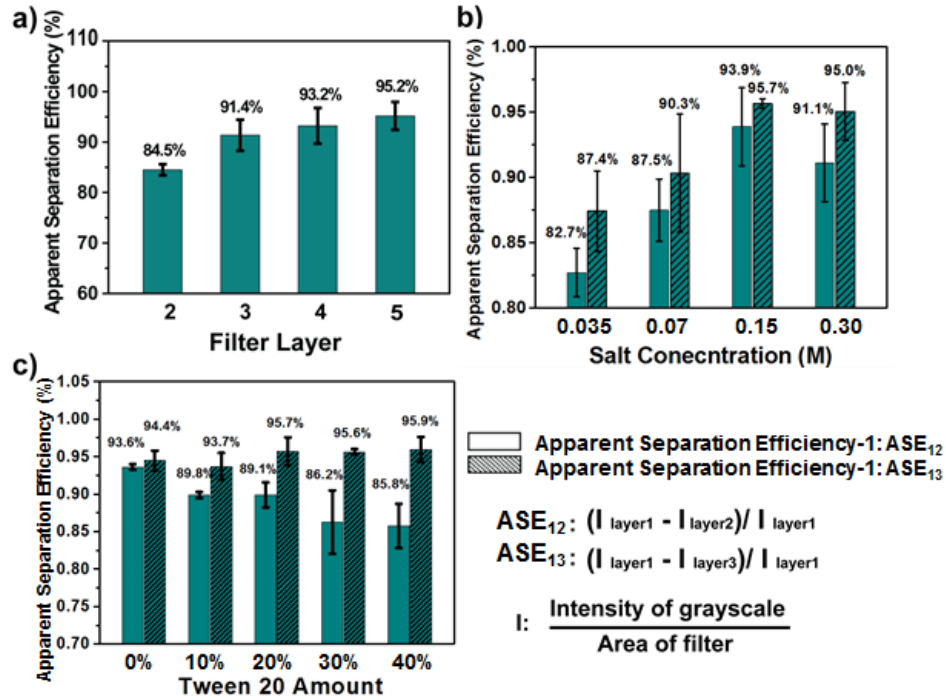 a)
Apparent Separation Efficiency (%)
110
100
90
80
70
60
84.5%
91.4%
93.2%
95.2%
2 3 4 5
Filter Layer
b)
Apparent Separation Efficiency (%)
1.00
0.95
0.90
0.85
0.80
82.7%
87.4%
87.5%
90.3%
93.9%
95.7%
91.1%
95.0%
0.035 0.07 0.15 0.30
Salt Conecntration (M)
c)
Apparent Separation Efficiency (%)
1.05
1.00
0.95
0.90
0.85
0.80
0.75
0.70
93.6%
94.4%
89.8%
93.7%
89.1%
95.7%
86.2%
95.6%
85.8%
95.9%
0% 10% 20% 30% 40%
Tween 20 Amount
Apparent Separation Efficiency-1: ASE12
Apparent Separation Efficiency-1: ASE13
ASE12: (I layer1 - I layer2)/ I layer1
ASE13: (I layer1 - I layer3)/ I layer1
I: Intensity of grayscale
Area of filter